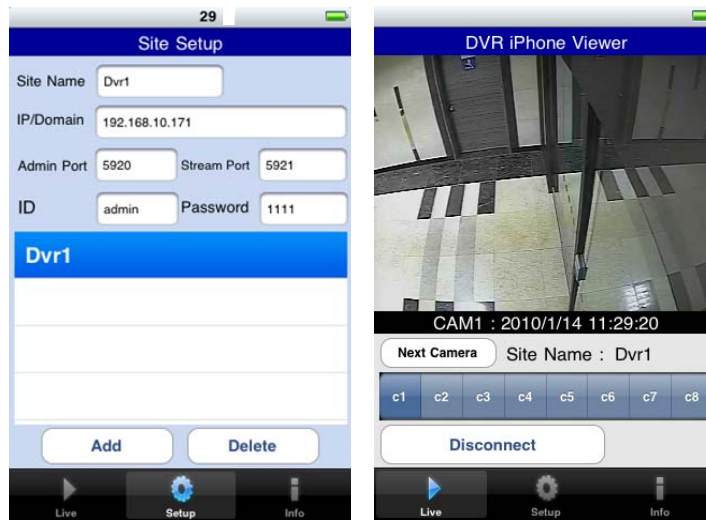 29
Site Setup
Site Name Dvr1
IP/Domain 192.168.10.171
Admin Port 5920 Stream Port 5921
ID admin Password 1111
Dvr1
Add Delete
Live Setup Info
DVR iPhone Viewer
CAM1 : 2010/1/14 11:29:20
Next Camera Site Name : Dvr1
c1 c2 c3 c4 c5 c6 c7 c8
Disconnect
Live Setup Info